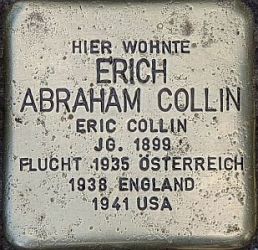 HIER WOHNTE
ERICH
ABRAHAM COLLIN
ERIC COLLIN
JG. 1899
FLUCHT 1935 ÖSTERREICH
1938 ENGLAND
1941 USA